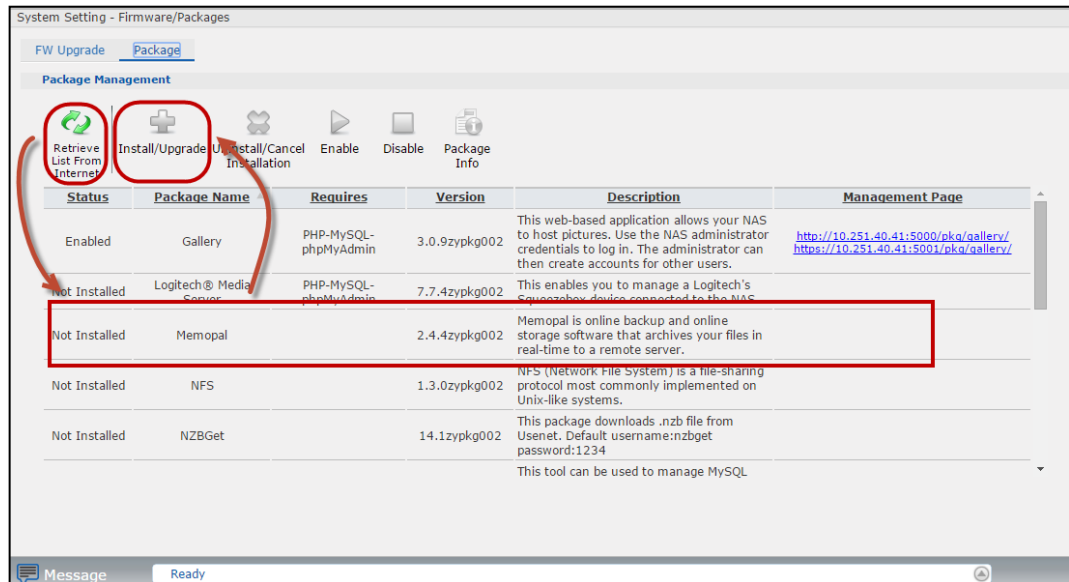 System Setting - Firmware/Packages
FW Upgrade
Package
Package Management
Retrieve
List From
Internet
Install/Upgrade
Uninstall/Cancel
Installation
Enable
Disable
Package
Info
Status
Package Name
Requires
Version
Description
Management Page
Enabled
Gallery
PHP-MySQL-
phpMyAdmin
3.0.9zypkg002
This web-based application allows your NAS
to host pictures. Use the NAS administrator
credentials to log in. The administrator can
then create accounts for other users.
http://10.251.40.41:5000/pkg/gallery/
https://10.251.40.41:5001/pkg/gallery/
Not Installed
Logitech® Media
Server
PHP-MySQL-
phpMyAdmin
7.7.4zypkg002
This enables you to manage a Logitech's
Squeezebox device connected to the NAS
Not Installed
Memopal
2.4.4zypkg002
Memopal is online backup and online
storage software that archives your files in
real-time to a remote server.
Not Installed
NFS
1.3.0zypkg002
NFS (Network File System) is a file-sharing
protocol most commonly implemented on
Unix-like systems.
Not Installed
NZBGet
14.1zypkg002
This package downloads .nzb file from
Usenet. Default username:nzbget
password:1234
This tool can be used to manage MySQL
Message
Ready